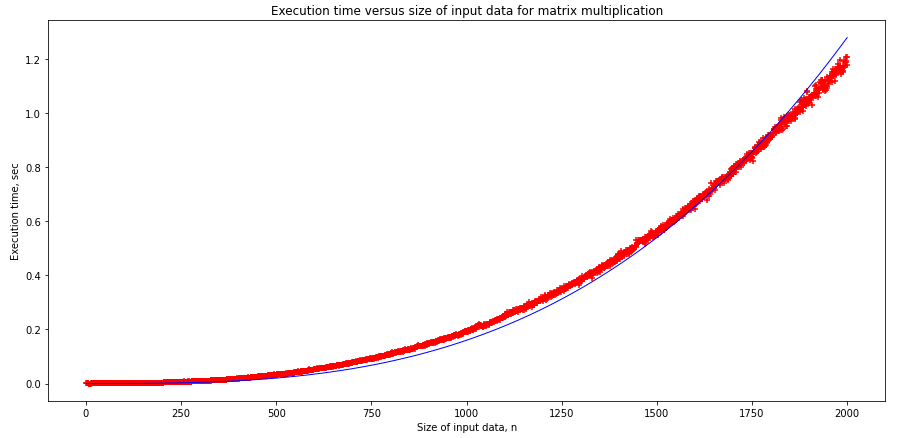 Execution time versus size of input data for matrix multiplication
1.2
1.0
0.8
0.6
0.4
0.2
0.0
Execution time, sec
0 250 500 750 1000 1250 1500 1750 2000
Size of input data, n